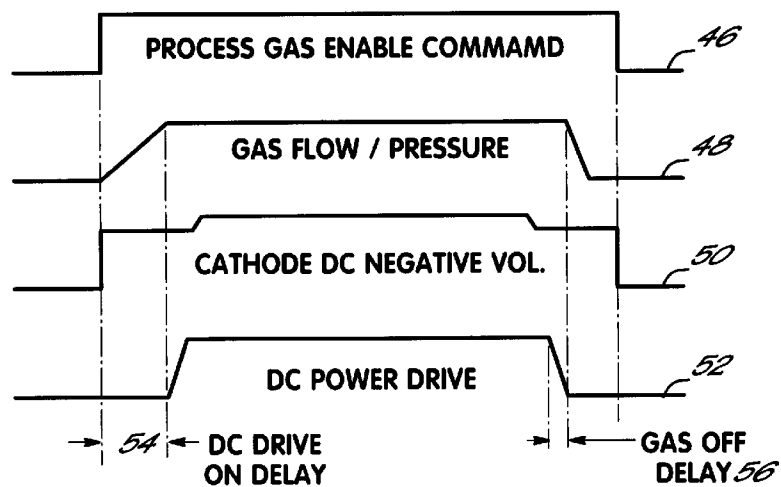 PROCESS GAS ENABLE COMMAMD
46
GAS FLOW / PRESSURE
48
CATHODE DC NEGATIVE VOL.
50
DC POWER DRIVE
52
54
DC DRIVE
ON DELAY
GAS OFF
DELAY 56